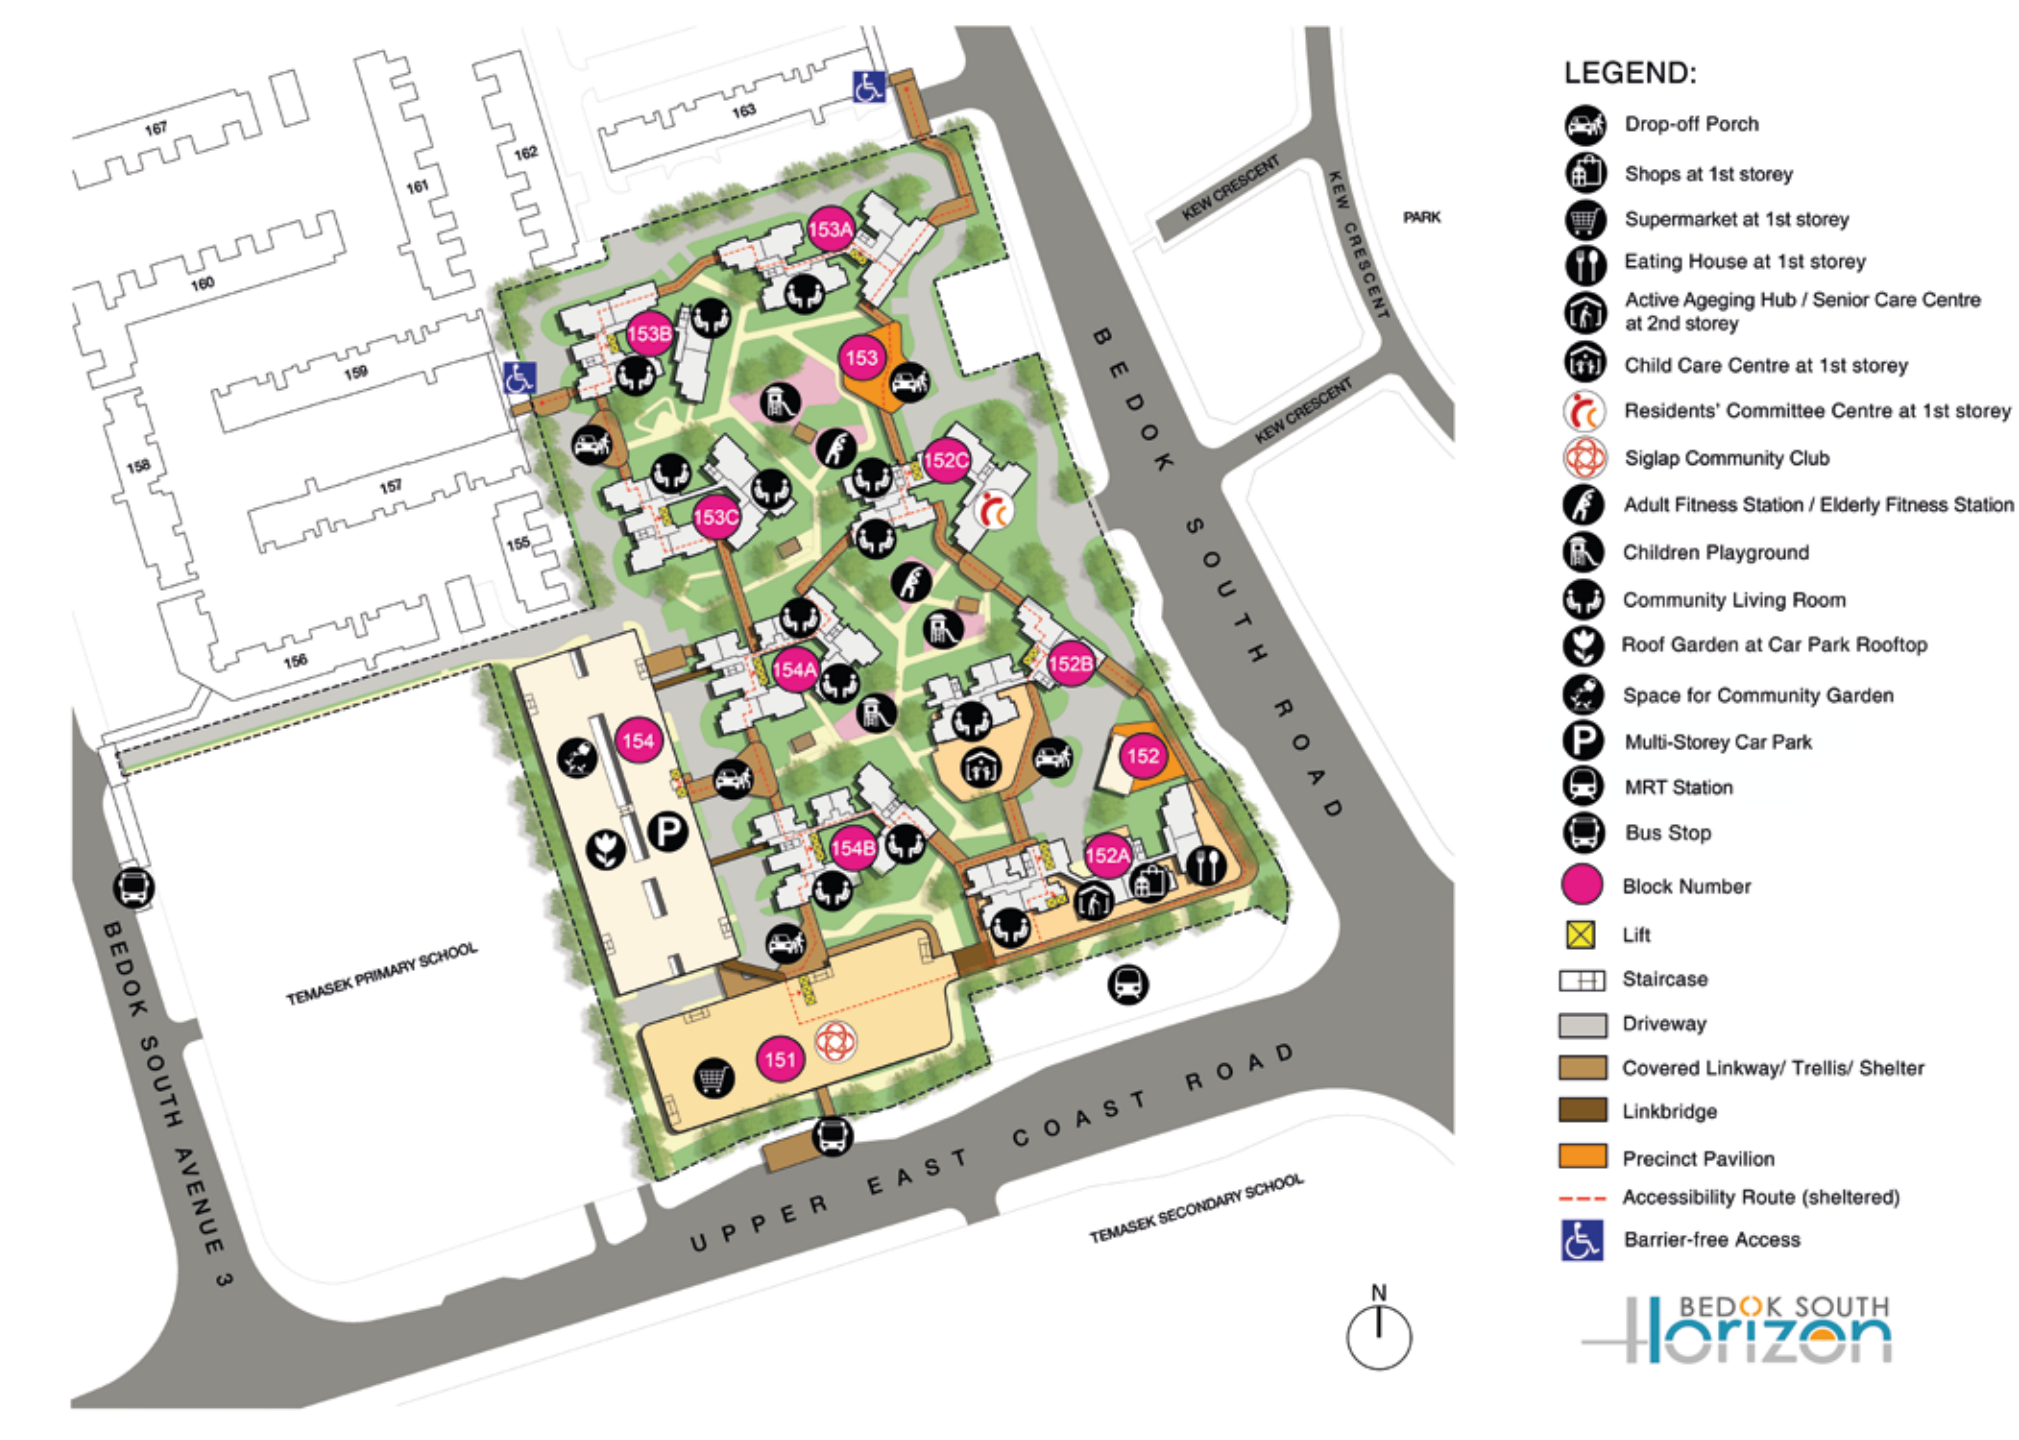 167
163
162
161
160
159
158
157
155
156
153A
153B
153
152C
153C
154A
152B
154
152
154B
152A
151
P
KEW CRESCENT
KEW CRESCENT
KEW CRESCENT
PARK
BEDOK SOUTH ROAD
BEDOK SOUTH AVENUE 3
TEMASEK PRIMARY SCHOOL
UPPER EAST COAST ROAD
TEMASEK SECONDARY SCHOOL
N
LEGEND:
Drop-off Porch
Shops at 1st storey
Supermarket at 1st storey
Eating House at 1st storey
Active Ageging Hub / Senior Care Centre
at 2nd storey
Child Care Centre at 1st storey
Residents' Committee Centre at 1st storey
Siglap Community Club
Adult Fitness Station / Elderly Fitness Station
Children Playground
Community Living Room
Roof Garden at Car Park Rooftop
Space for Community Garden
P Multi-Storey Car Park
MRT Station
Bus Stop
Block Number
Lift
Staircase
Driveway
Covered Linkway/ Trellis/ Shelter
Linkbridge
Precinct Pavilion
Accessibility Route (sheltered)
Barrier-free Access
BEDOK SOUTH
Horizon